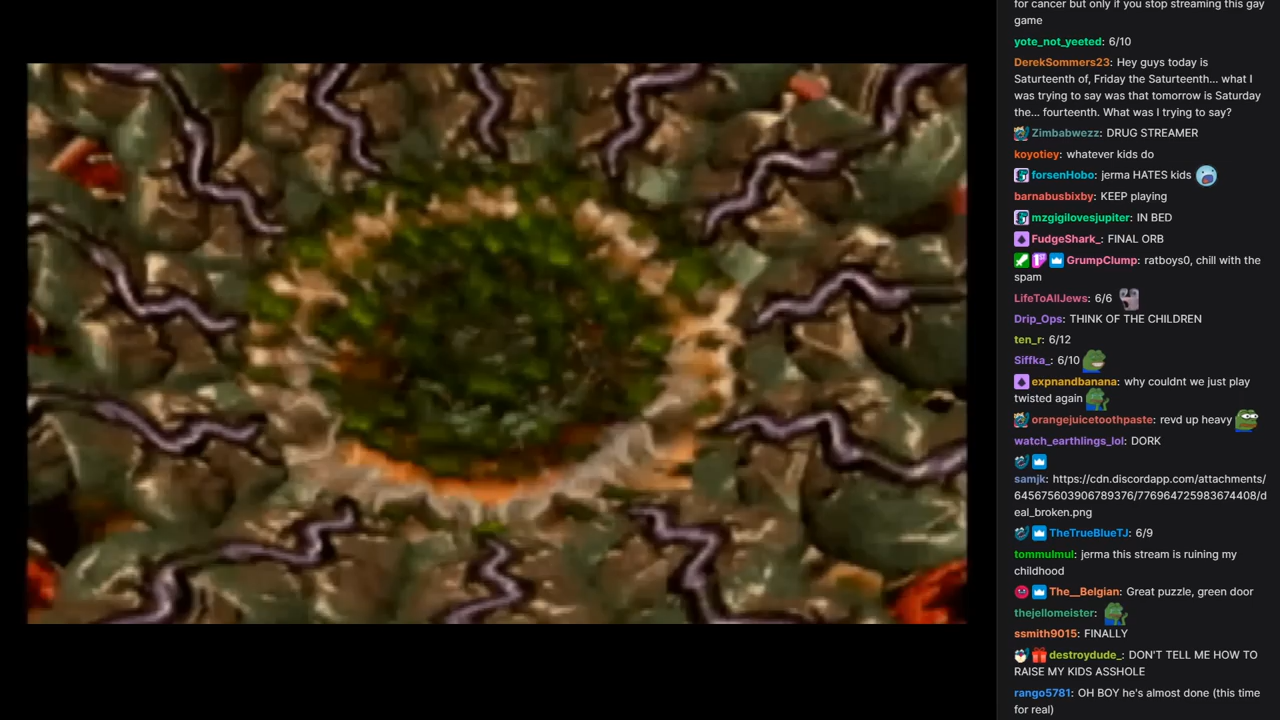 for cancer but only if you stop streaming this gay
game
yote_not_yeeted: 6/10
DerekSommers23: Hey guys today is
Saturteenth of, Friday the Saturteenth... what I
was trying to say was that tomorrow is Saturday
the... fourteenth. What was I trying to say?
Zimbabwezz: DRUG STREAMER
koyotiey: whatever kids do
forsenHobo: jerma HATES kids
barnabusbixby: KEEP playing
mzgigilovesjupiter: IN BED
FudgeShark_: FINAL ORB
GrumpClump: ratboys0, chill with the
spam
LifeToAllJews: 6/6
Drip_Ops: THINK OF THE CHILDREN
ten_r: 6/12
Siffka_: 6/10
expnandbanana: why couldnt we just play
twisted again
orangejuicetoothpaste: revd up heavy
watch_earthlings_lol: DORK
samjk: https://cdn.discordapp.com/attachments/
645675603906789376/776964725983674408/d
eal_broken.png
TheTrueBlueTJ: 6/9
tommulmul: jerma this stream is ruining my
childhood
The__Belgian: Great puzzle, green door
thejellomeister:
ssmith9015: FINALLY
destroydude_: DON'T TELL ME HOW TO
RAISE MY KIDS ASSHOLE
rango5781: OH BOY he's almost done (this time
for real)